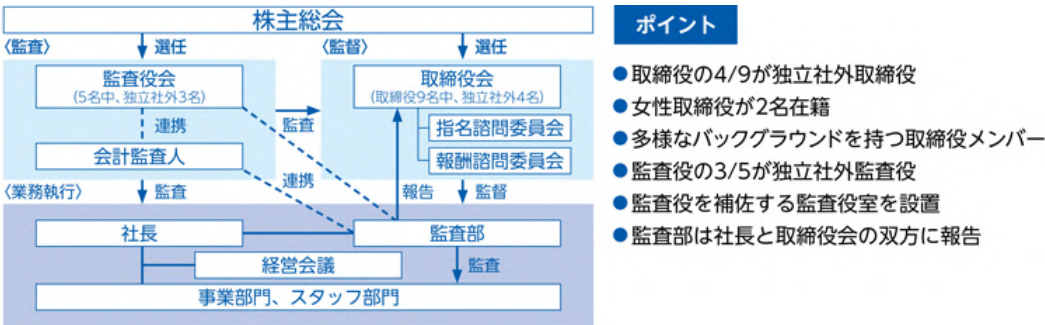 株主総会
〈監査〉
選任
〈監督〉
選任
監査役会
(5名中、独立社外3名)
取締役会
(取締役9名中、独立社外4名)
連携
監査
指名諮問委員会
会計監査人
報酬諮問委員会
〈業務執行〉
監査
連携
報告
監督
社長
監査部
経営会議
監査
事業部門、スタッフ部門
ポイント
●取締役の4/9が独立社外取締役
●女性取締役が2名在籍
●多様なバックグラウンドを持つ取締役メンバー
●監査役の3/5が独立社外監査役
●監査役を補佐する監査役室を設置
●監査部は社長と取締役会の双方に報告